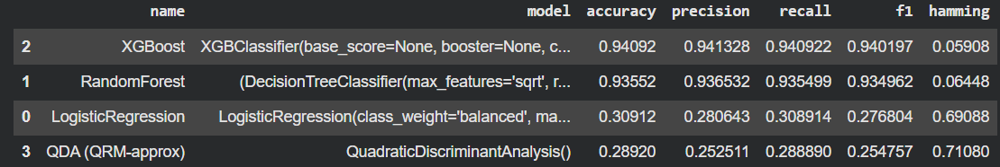 name model accuracy precision recall f1 hamming
2 XGBoost XGBClassifier(base_score=None, booster=None, c... 0.94092 0.941328 0.940922 0.940197 0.05908
1 RandomForest (DecisionTreeClassifier(max_features='sqrt', r... 0.93552 0.936532 0.935499 0.934962 0.06448
0 LogisticRegression LogisticRegression(class_weight='balanced', ma... 0.30912 0.280643 0.308914 0.276804 0.69088
3 QDA (QRM-approx) QuadraticDiscriminantAnalysis() 0.28920 0.252511 0.288890 0.254757 0.71080